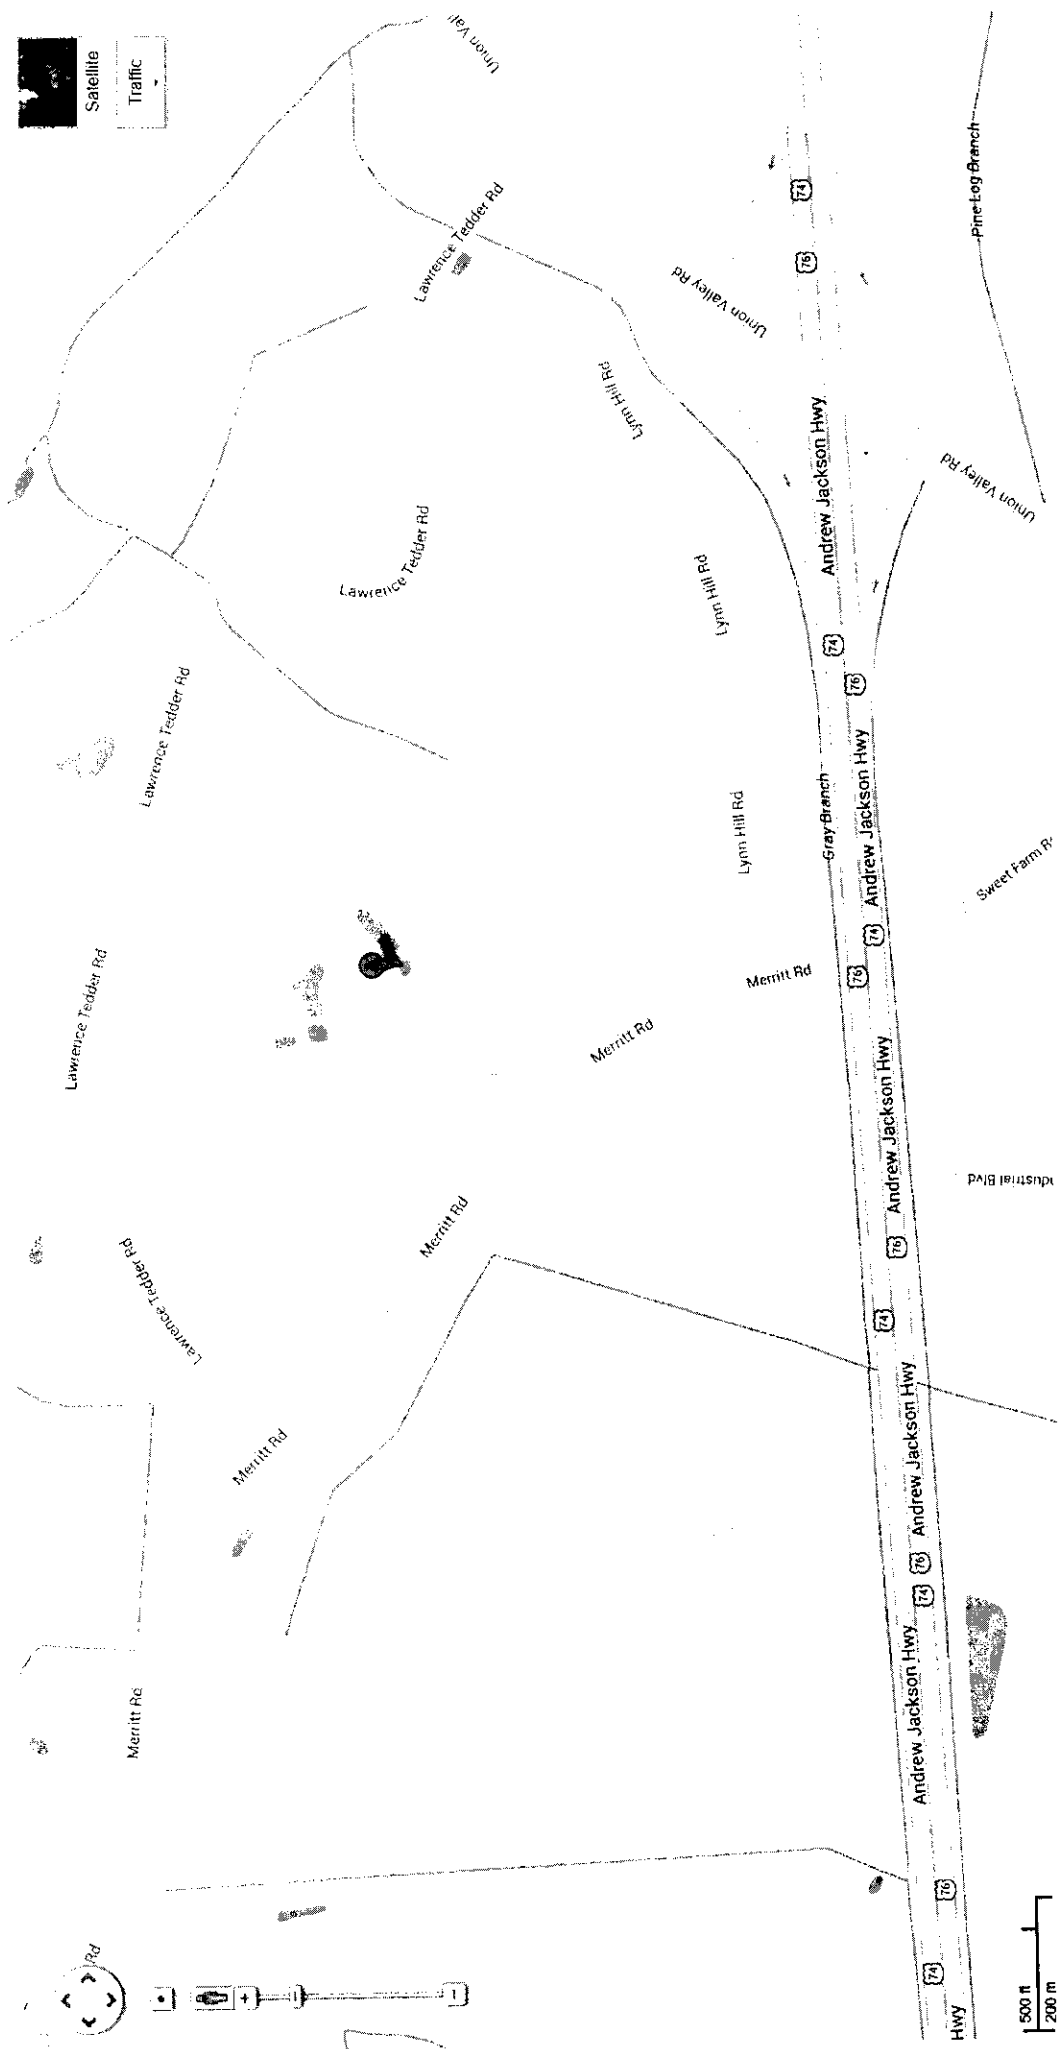 Satellite
Traffic
Union Vall
Lawrence Tedder Rd
Union Valley Rd
74
76
Pine Log Branch
Lynn Hill Rd
Andrew Jackson Hwy
Union Valley Rd
Lawrence Tedder Rd
Lynn Hill Rd
74
76
Lawrence Tedder Rd
Gray Branch
Lynn Hill Rd
Andrew Jackson Hwy
Sweet Farm R
74
76
Lawrence Tedder Rd
Merritt Rd
Merritt Rd
Andrew Jackson Hwy
dustrial Blvd
Merritt Rd
76
74
Lawrence Tedder Rd
Merritt Rd
Andrew Jackson Hwy
76
74
Merritt Rd
Andrew Jackson Hwy
76
74
Rd
Hwy
500 ft
200 m